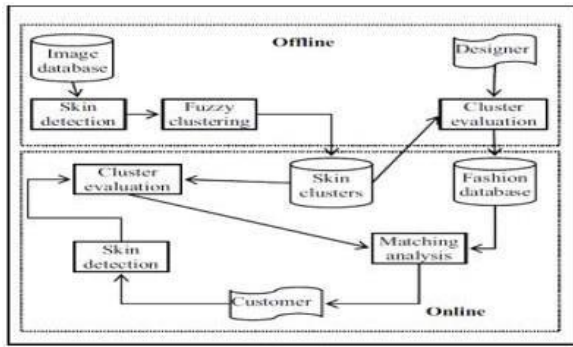 Offline
Image
database
Designer
Skin
detection
Fuzzy
clustering
Cluster
evaluation
Cluster
evaluation
Skin
clusters
Fashion
database
Skin
detection
Matching
analysis
Customer
Online